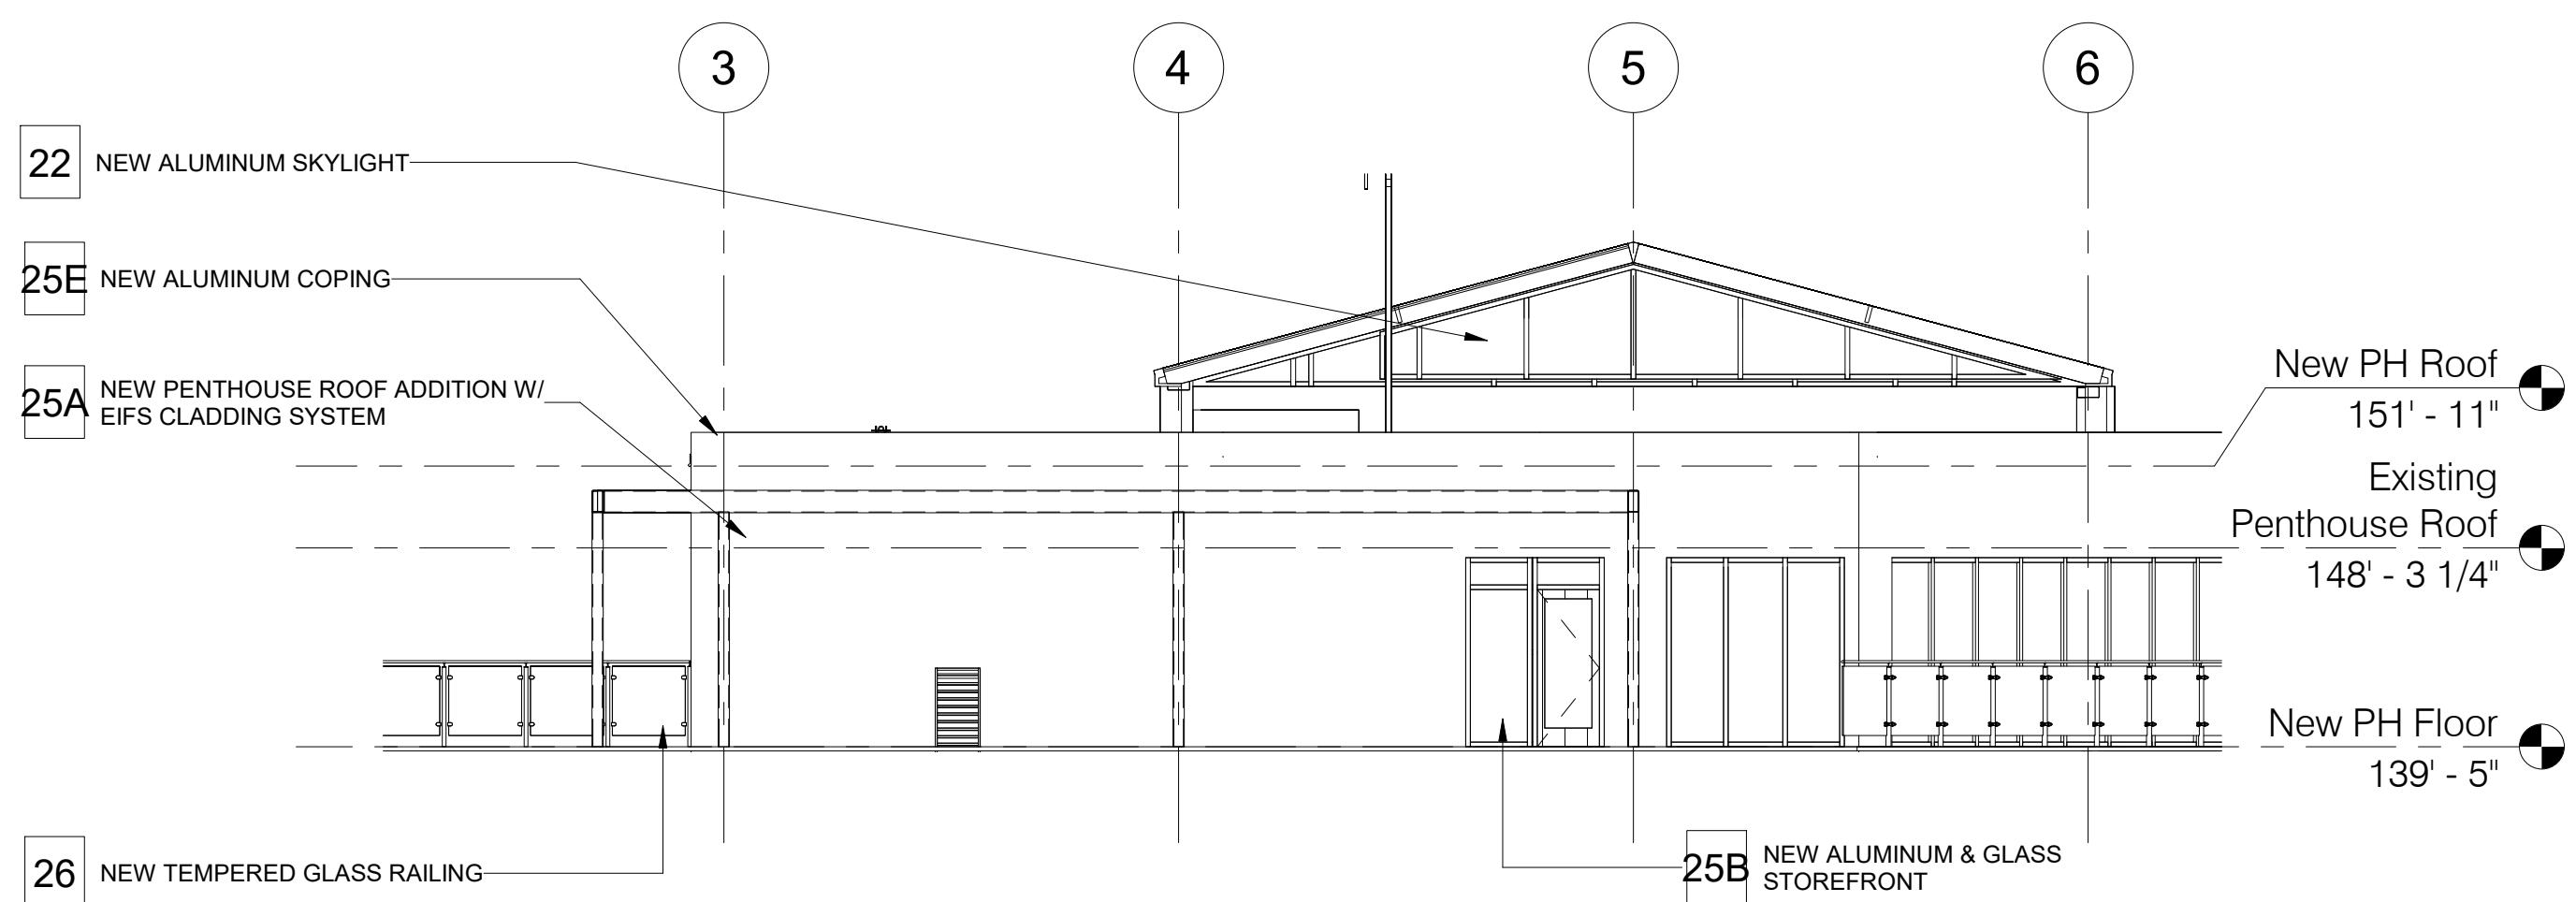 3
4
5
6
22
NEW ALUMINUM SKYLIGHT
25E
NEW ALUMINUM COPING
25A
NEW PENTHOUSE ROOF ADDITION W/
EIFS CLADDING SYSTEM
New PH Roof
151' - 11"
Existing
Penthouse Roof
148' - 3 1/4"
New PH Floor
139' - 5"
26
NEW TEMPERED GLASS RAILING
25B
NEW ALUMINUM & GLASS
STOREFRONT